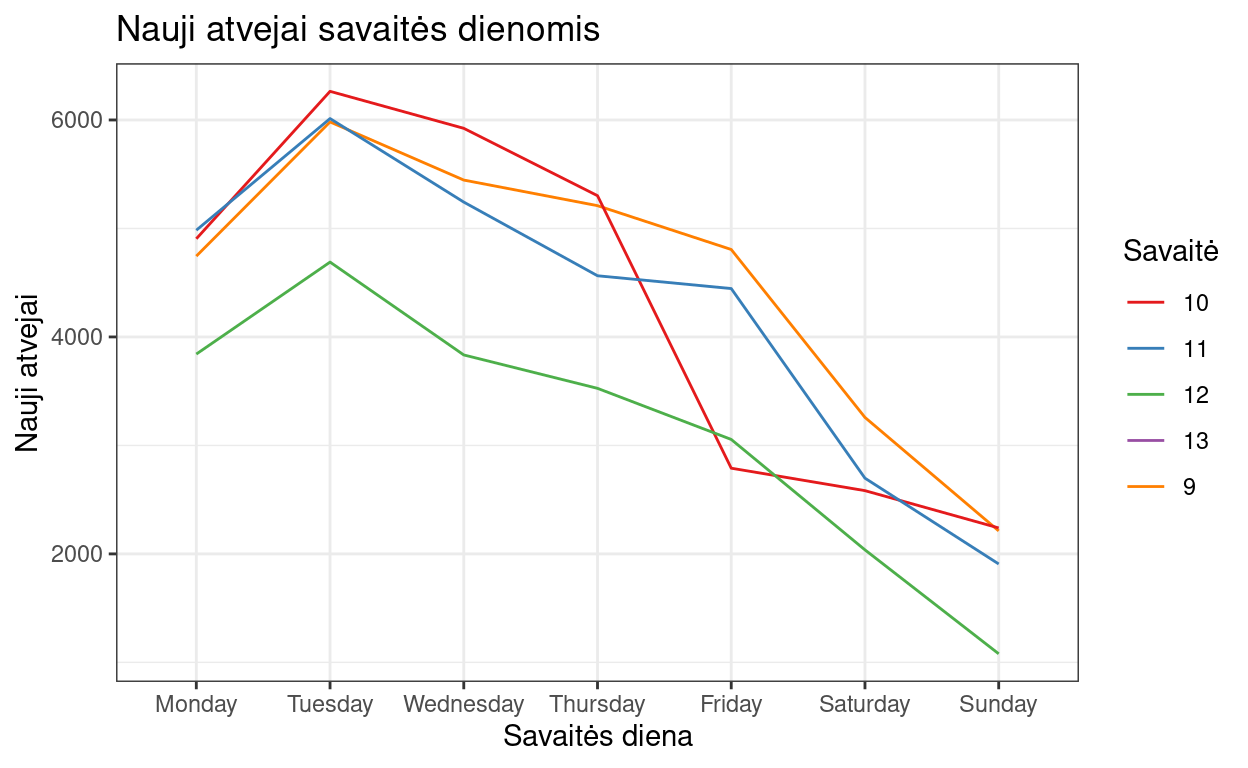 Nauji atvejai savaitės dienomis
Nauji atvejai
6000
4000
2000
Monday Tuesday Wednesday Thursday Friday Saturday Sunday
Savaitės diena
Savaitė
10
11
12
13
9